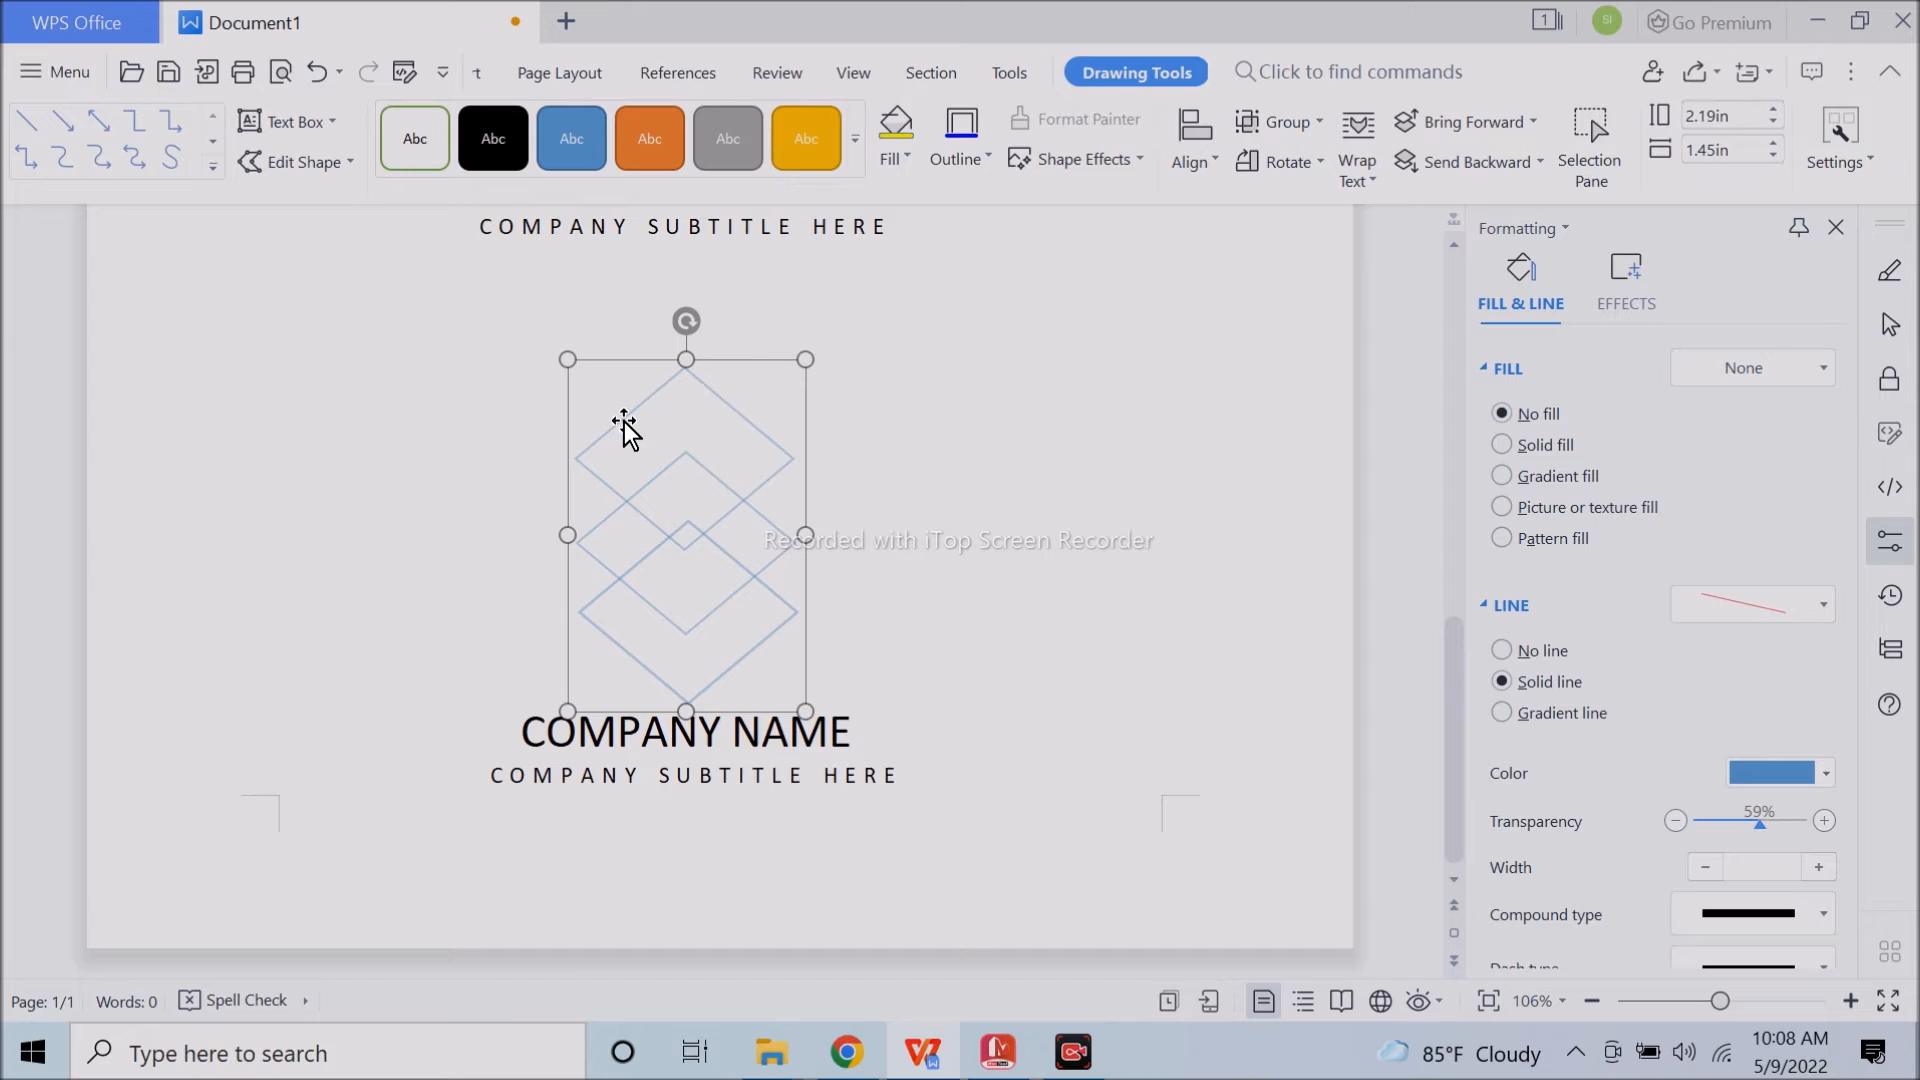 WPS Office
Document1
1
SI
Go Premium
Menu
t
Page Layout
References
Review
View
Section
Tools
Drawing Tools
Click to find commands
Text Box
Edit Shape
Abc
Abc
Abc
Abc
Abc
Abc
Fill
Outline
Format Painter
Shape Effects
Align
Group
Rotate
Wrap
Text
Bring Forward
Send Backward
Selection
Pane
2.19in
1.45in
Settings
COMPANY SUBTITLE HERE
Recorded with iTop Screen Recorder
COMPANY NAME
COMPANY SUBTITLE HERE
Formatting
FILL & LINE
EFFECTS
FILL
None
No fill
Solid fill
Gradient fill
Picture or texture fill
Pattern fill
LINE
No line
Solid line
Gradient line
Color
Transparency
59%
Width
Compound type
Dash type
Page: 1/1
Words: 0
Spell Check
106%
Type here to search
85°F Cloudy
10:08 AM
5/9/2022